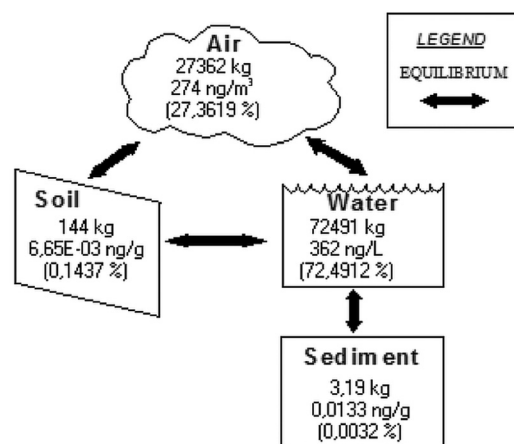 Air
27362 kg
274 ng/m³
(27,3619 %)
LEGEND
EQUILIBRIUM
Soil
144 kg
6,65E-03 ng/g
(0,1437 %)
Water
72491 kg
362 ng/L
(72,4912 %)
Sediment
3,19 kg
0,0133 ng/g
(0,0032 %)